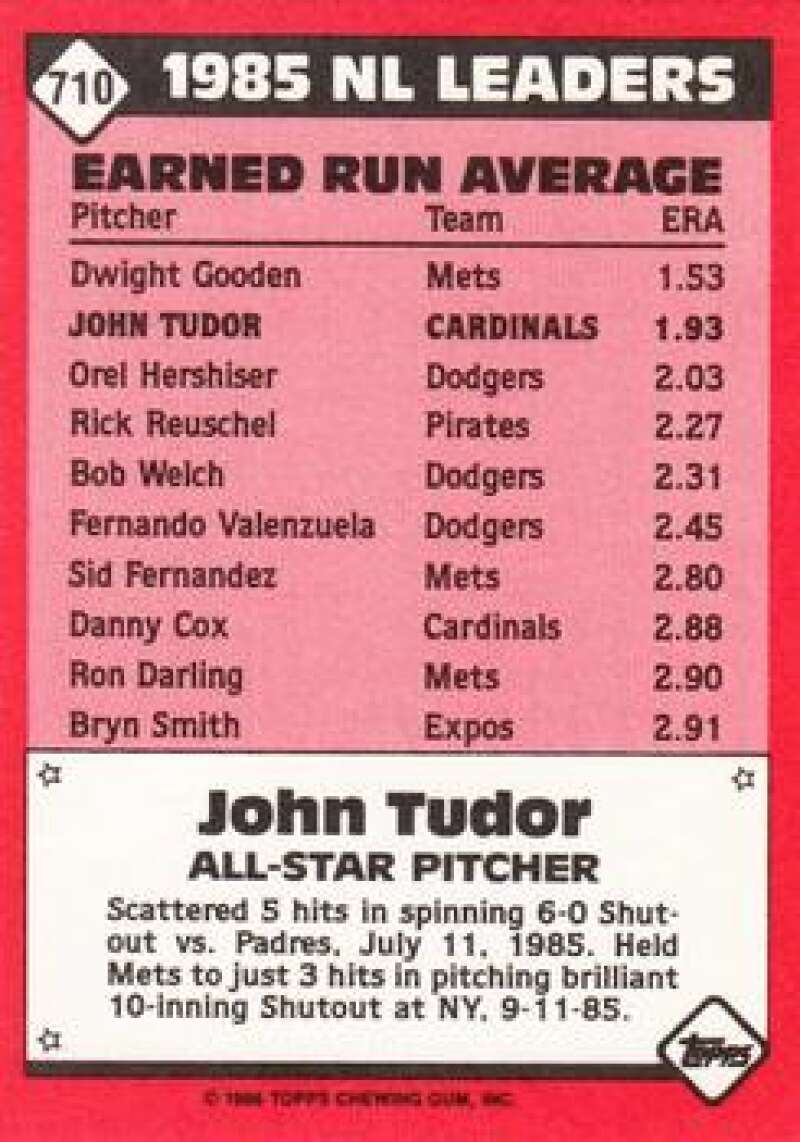 710
1985 NL LEADERS
EARNED RUN AVERAGE
Pitcher Team ERA
Dwight Gooden Mets 1.53
JOHN TUDOR CARDINALS 1.93
Orel Hershiser Dodgers 2.03
Rick Reuschel Pirates 2.27
Bob Welch Dodgers 2.31
Fernando Valenzuela Dodgers 2.45
Sid Fernandez Mets 2.80
Danny Cox Cardinals 2.88
Ron Darling Mets 2.90
Bryn Smith Expos 2.91
John Tudor
ALL-STAR PITCHER
Scattered 5 hits in spinning 6-0 Shut-
out vs. Padres, July 11, 1985. Held
Mets to just 3 hits in pitching brilliant
10-inning Shutout at NY, 9-11-85.
TOPPS
© 1986 TOPPS CHEWING GUM, INC.